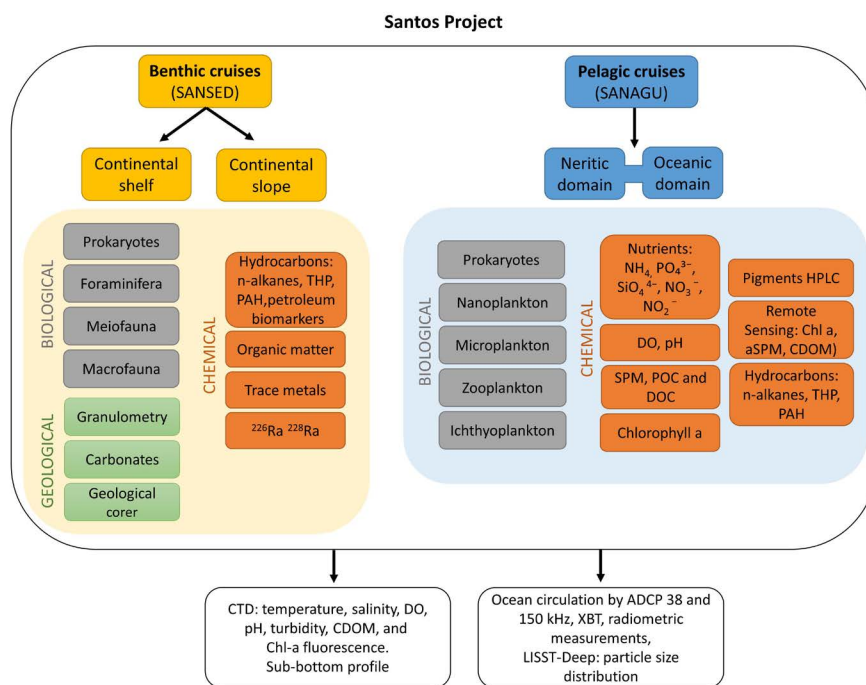 Santos Project
Benthic cruises
(SANSED)
Continental
shelf
Continental
slope
BIOLOGICAL
Prokaryotes
Foraminifera
Meiofauna
Macrofauna
GEOLOGICAL
Granulometry
Carbonates
Geological
corer
CHEMICAL
Hydrocarbons:
n-alkanes, THP,
PAH,petroleum
biomarkers
Organic matter
Trace metals
²²⁶Ra ²²⁸Ra
Pelagic cruises
(SANAGU)
Neritic
domain
Oceanic
domain
BIOLOGICAL
Prokaryotes
Nanoplankton
Microplankton
Zooplankton
Ichthyoplankton
CHEMICAL
Nutrients:
NH₄, PO₄³⁻,
SiO₄⁴⁻, NO₃⁻,
NO₂⁻
DO, pH
SPM, POC and
DOC
Chlorophyll a
Pigments HPLC
Remote
Sensing: Chl a,
aSPM, CDOM)
Hydrocarbons:
n-alkanes, THP,
PAH
CTD: temperature, salinity, DO,
pH, turbidity, CDOM, and
Chl-a fluorescence.
Sub-bottom profile
Ocean circulation by ADCP 38 and
150 kHz, XBT, radiometric
measurements,
LISST-Deep: particle size
distribution